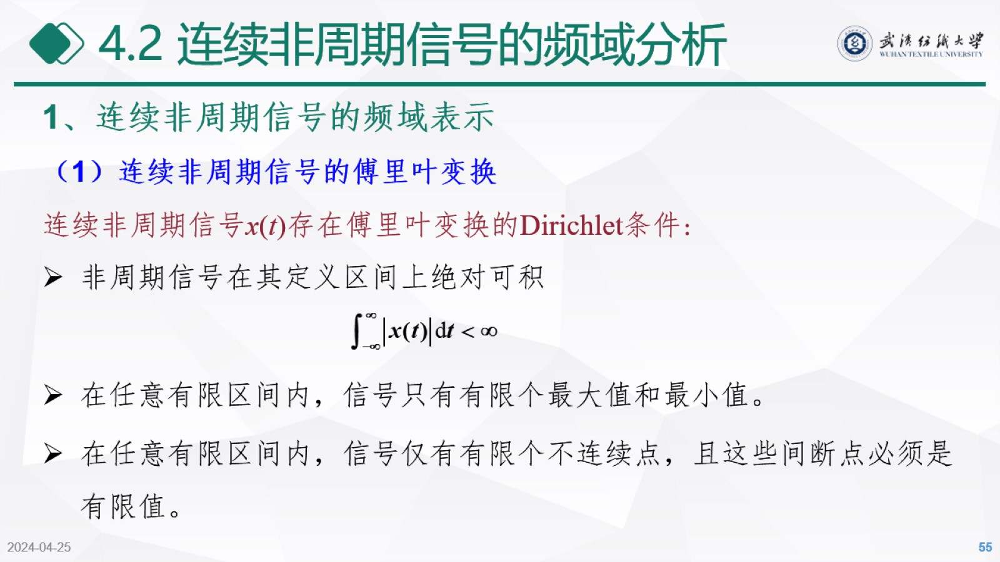 4.2 连续非周期信号的频域分析
武汉纺织大学
WUHAN TEXTILE UNIVERSITY
1、连续非周期信号的频域表示
（1）连续非周期信号的傅里叶变换
连续非周期信号x(t)存在傅里叶变换的Dirichlet条件：
➢ 非周期信号在其定义区间上绝对可积
∫_{-∞}^{∞} |x(t)| dt < ∞
➢ 在任意有限区间内，信号只有有限个最大值和最小值。
➢ 在任意有限区间内，信号仅有有限个不连续点，且这些间断点必须是
有限值。
2024-04-25
55